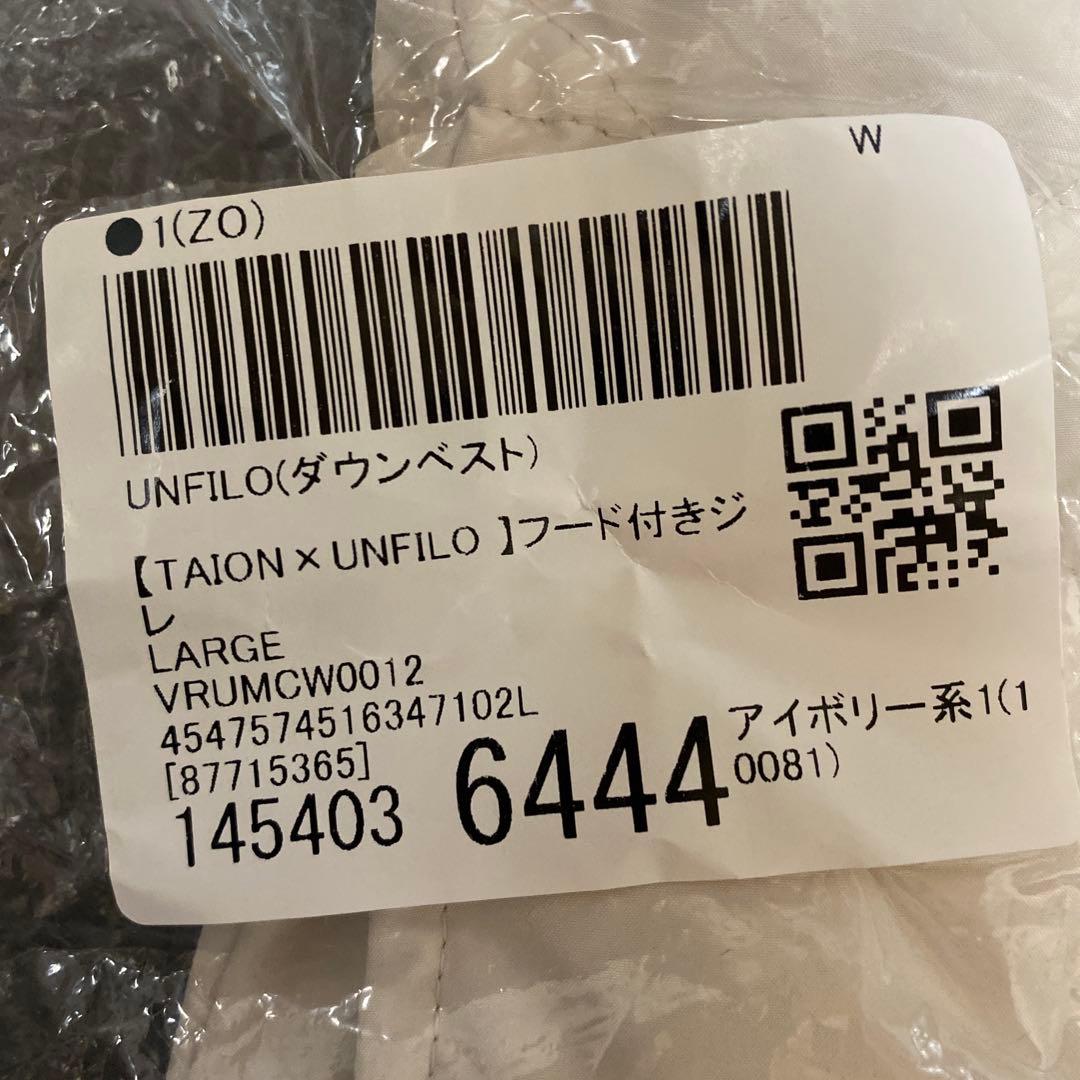 W
●1(ZO)
UNFILO(ダウンベスト)
【TAION×UNFILO 】フード付きジ
レ
LARGE
VRUMCW0012
4547574516347102L
[87715365]
アイボリー系1(1
0081)
145403 6444